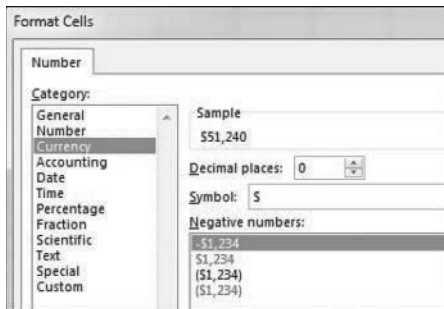 Format Cells
Number
Category:
General
Number
Currency
Accounting
Date
Time
Percentage
Fraction
Scientific
Text
Special
Custom
Sample
$51,240
Decimal places: 0
Symbol: $
Negative numbers:
-$1,234
$1,234
($1,234)
($1,234)